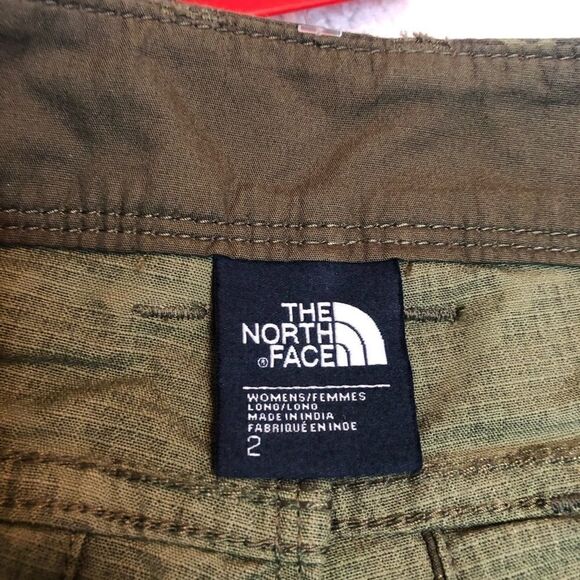 THE
NORTH
® FACE
WOMENS/FEMMES
LONG/LONG
MADE IN INDIA
FABRIQUÉ EN INDE
2